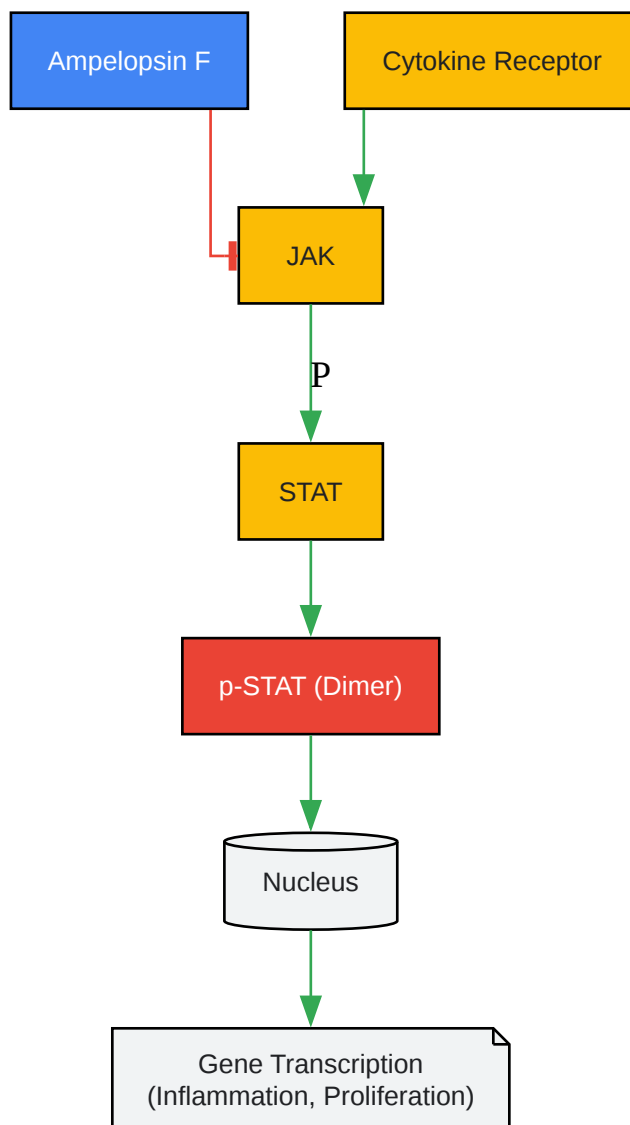 Ampelopsin F
Cytokine Receptor
JAK
P
STAT
p-STAT (Dimer)
Nucleus
Gene Transcription
(Inflammation, Proliferation)